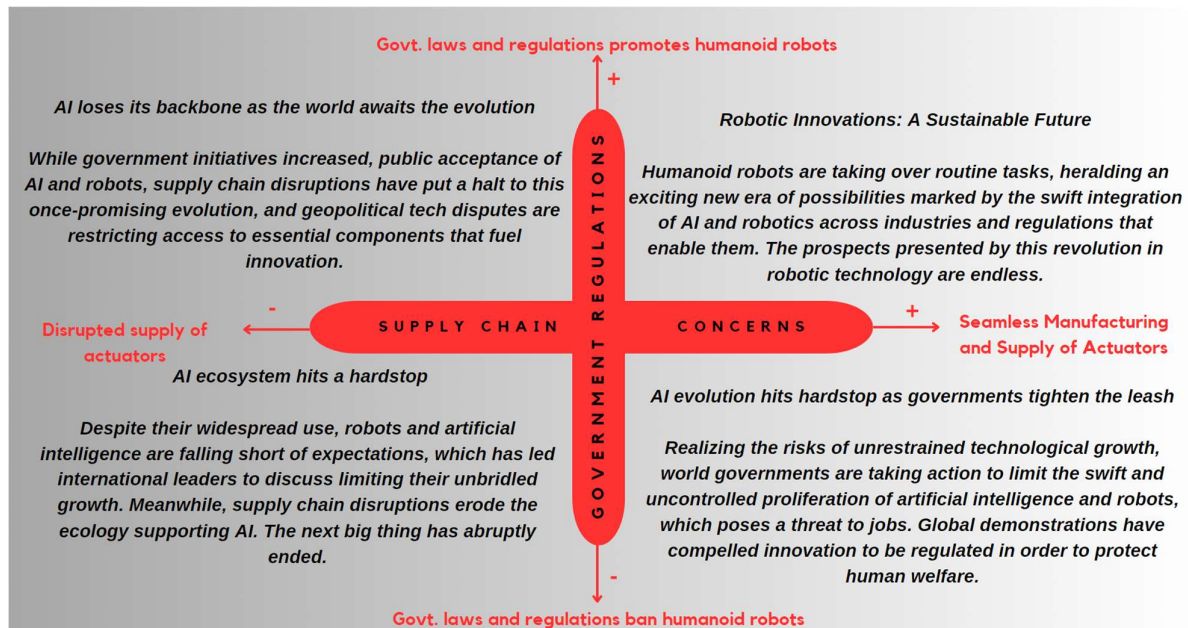 Govt. laws and regulations promotes humanoid robots
+
AI loses its backbone as the world awaits the evolution
While government initiatives increased, public acceptance of
AI and robots, supply chain disruptions have put a halt to this
once-promising evolution, and geopolitical tech disputes are
restricting access to essential components that fuel
innovation.
Robotic Innovations: A Sustainable Future
Humanoid robots are taking over routine tasks, heralding an
exciting new era of possibilities marked by the swift integration
of AI and robotics across industries and regulations that
enable them. The prospects presented by this revolution in
robotic technology are endless.
GOVERNMENT REGULATIONS
SUPPLY CHAIN CONCERNS
-
Disrupted supply of
actuators
+
Seamless Manufacturing
and Supply of Actuators
AI ecosystem hits a hardstop
Despite their widespread use, robots and artificial
intelligence are falling short of expectations, which has led
international leaders to discuss limiting their unbridled
growth. Meanwhile, supply chain disruptions erode the
ecology supporting AI. The next big thing has abruptly
ended.
AI evolution hits hardstop as governments tighten the leash
Realizing the risks of unrestrained technological growth,
world governments are taking action to linit the swift and
uncontrolled proliferation of artificial intelligence and robots,
which poses a threat to jobs. Global demonstrations have
compelled innovation to be regulated in order to protect
human welfare.
-
Govt. laws and regulations ban humanoid robots